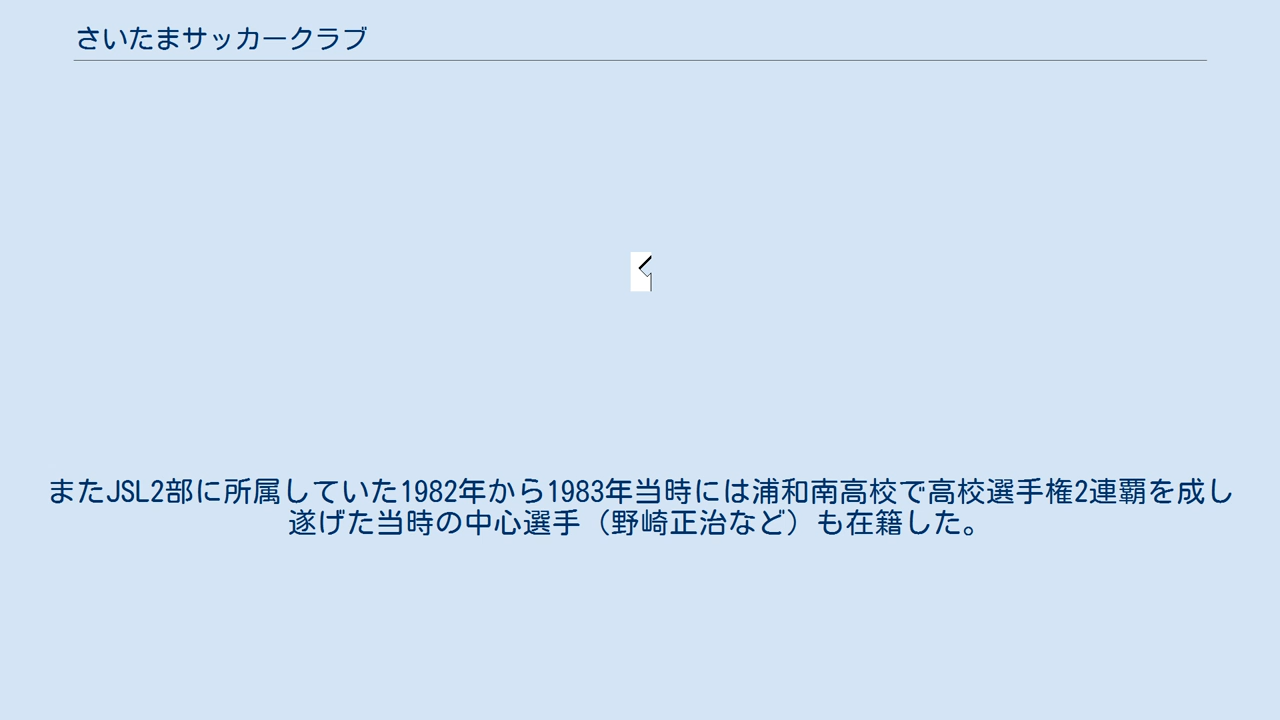 さいたまサッカークラブ
またJSL2部に所属していた1982年から1983年当時には浦和南高校で高校選手権2連覇を成し
遂げた当時の中心選手（野崎正治など）も在籍した。